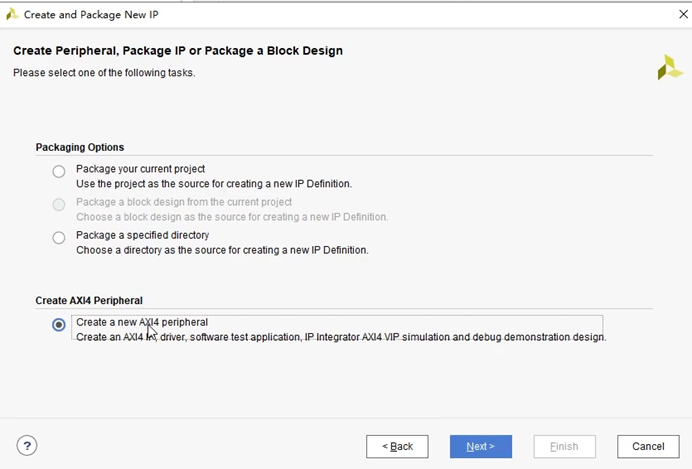 Create and Package New IP
Create Peripheral, Package IP or Package a Block Design
Please select one of the following tasks.
Packaging Options
Package your current project
Use the project as the source for creating a new IP Definition.
Package a block design from the current project
Choose a block design as the source for creating a new IP Definition.
Package a specified directory
Choose a directory as the source for creating a new IP Definition.
Create AXI4 Peripheral
Create a new AXI4 peripheral
Create an AXI4 IP, driver, software test application, IP Integrator AXI4 VIP simulation and debug demonstration design.
?
< Back
Next >
Finish
Cancel